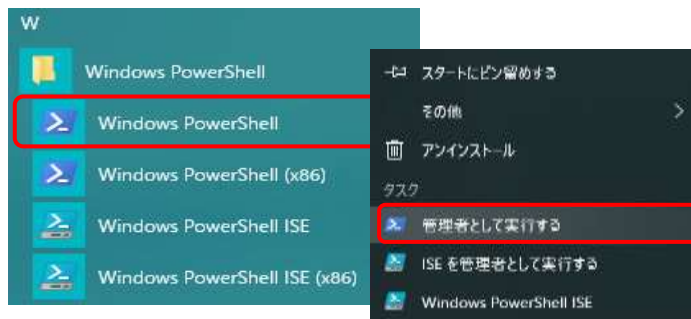 W
Windows PowerShell
Windows PowerShell
Windows PowerShell (x86)
Windows PowerShell ISE
Windows PowerShell ISE (x86)
スタートにピン留めする
その他
アンインストール
タスク
管理者として実行する
ISE を管理者として実行する
Windows PowerShell ISE